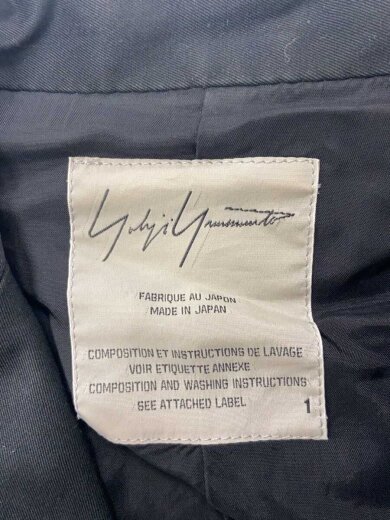 Yohji Yamamoto
FABRIQUE AU JAPON
MADE IN JAPAN
COMPOSITION ET INSTRUCTIONS DE LAVAGE
VOIR ETIQUETTE ANNEXE
COMPOSITION AND WASHING INSTRUCTIONS
SEE ATTACHED LABEL 1